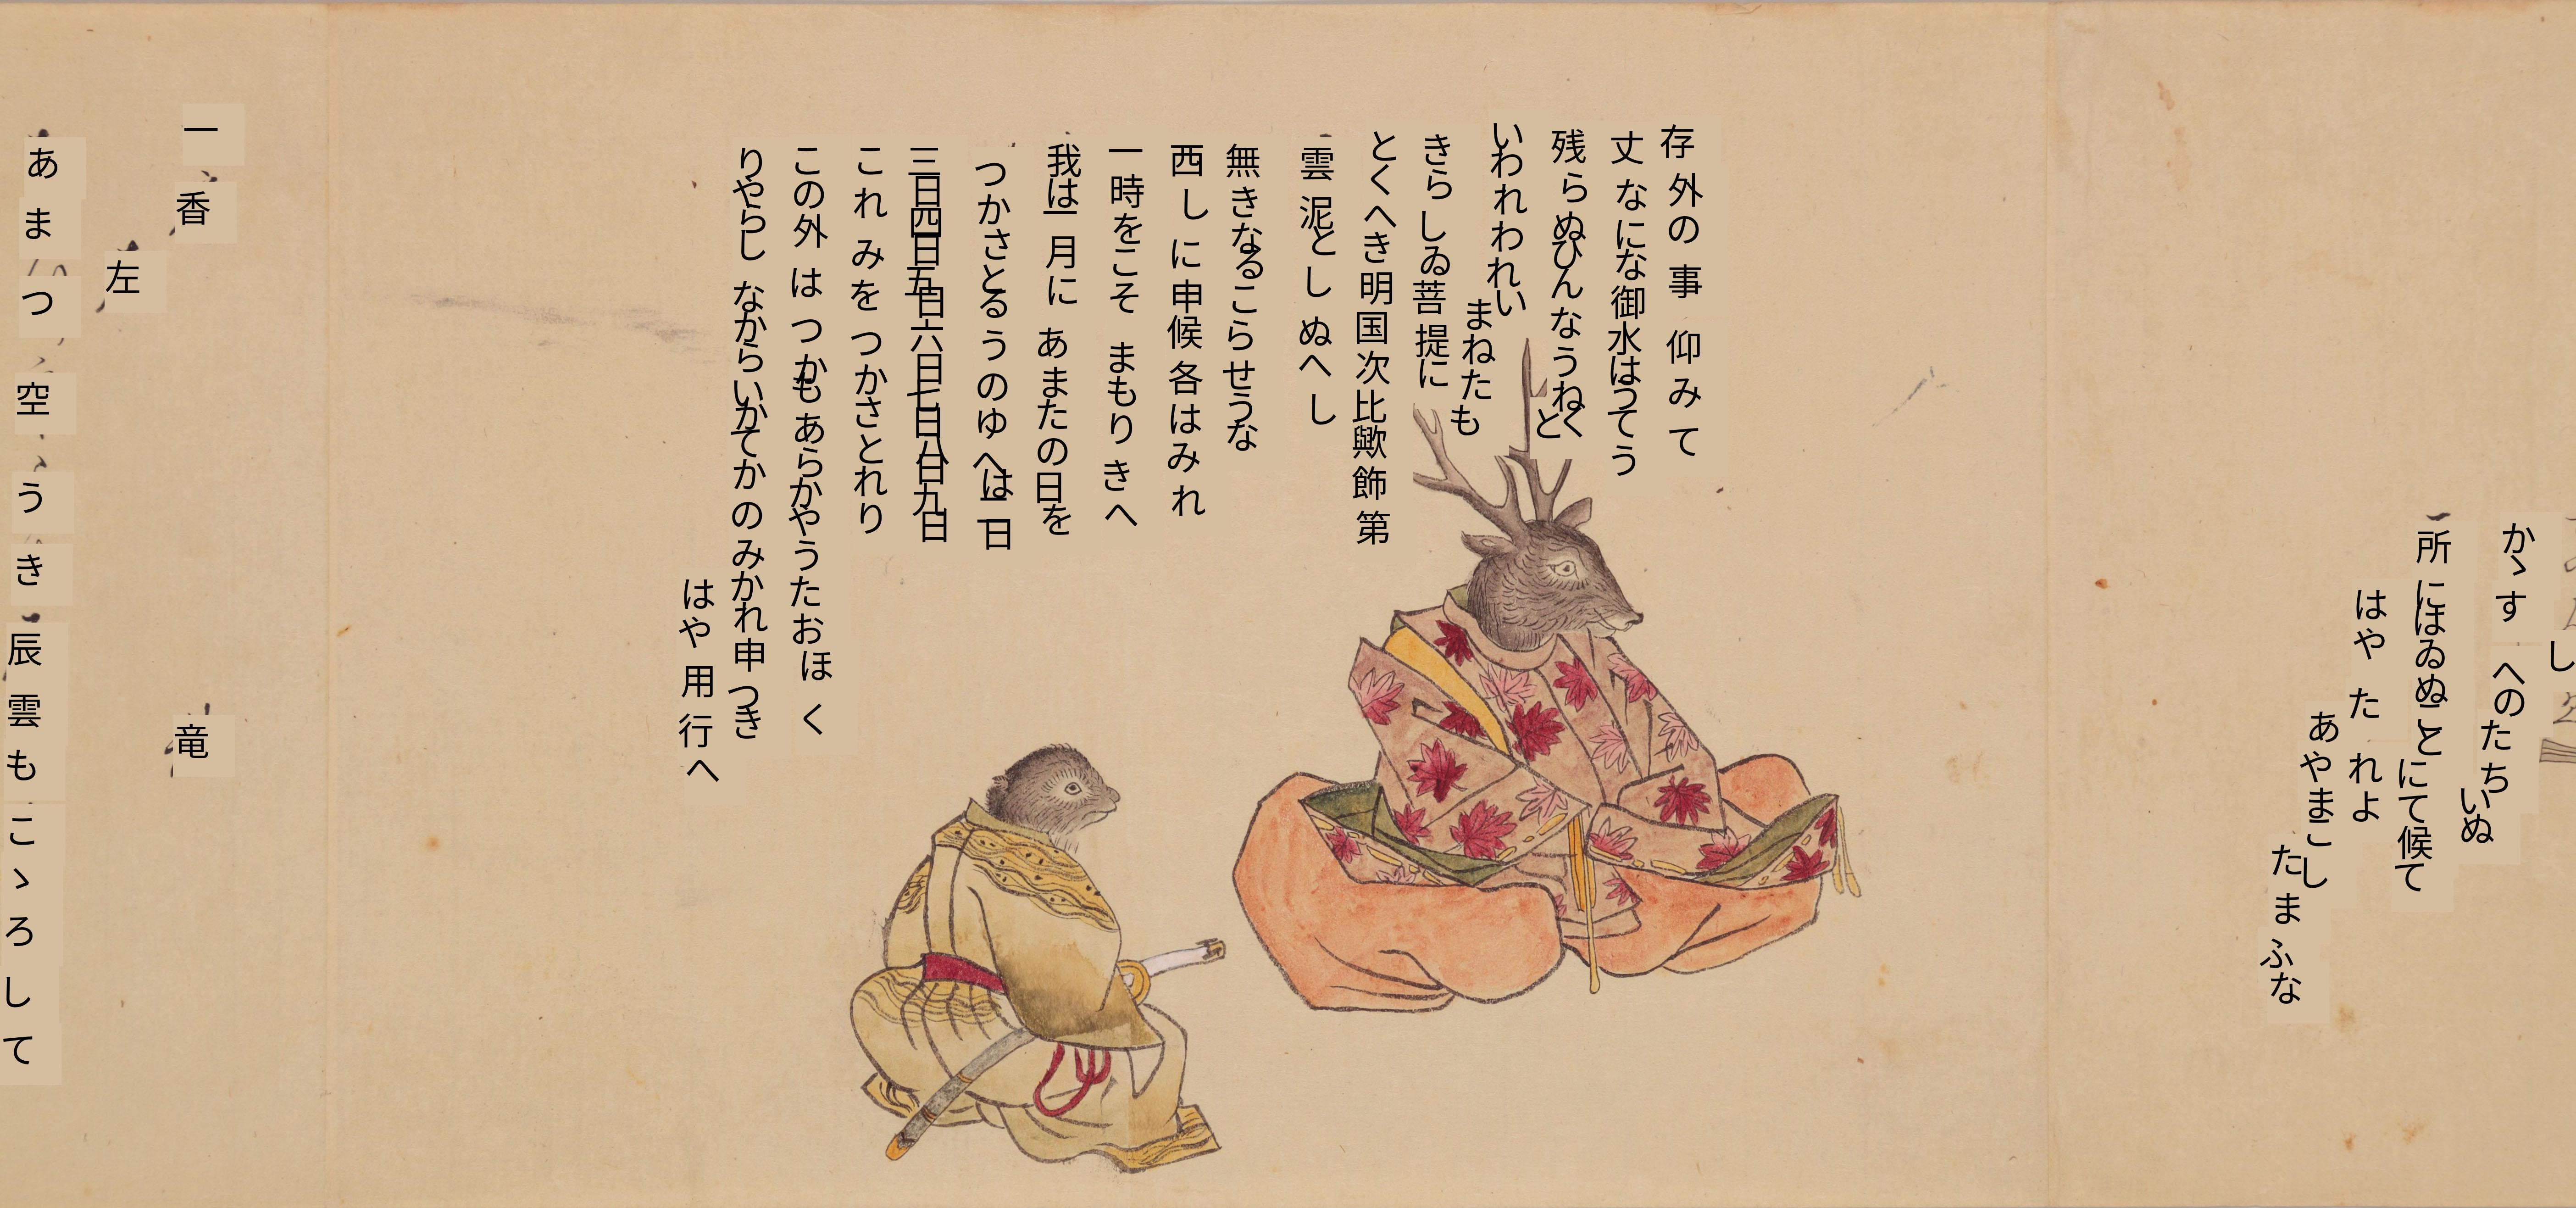 し
かゝす へのたち
いぬ
所 にほゐぬこと
にて候て
はや た れよ
あやまこし
たまふな
存外の事 仰みて
丈なにな御水はうてう
残らぬひんなうねく
と
いわれわれい
まねたも
きらしゐ菩提に
とくへき明国次比歟飾第
雲泥としぬへし
無きなるこらせうな
西しに申候各はみれ
一時をこそ まもりきへ
我は一月に あまたの日を
つかさとるうのゆへは一日
三日四日五日六日七日八日九日
これみをつかさとれり
この外はつかもあらかやうたおほく
りやらし なからいかてかのみかれ申つき
はや用行へ
一香 竜
左
あまつ空うき辰雲もこゝろして